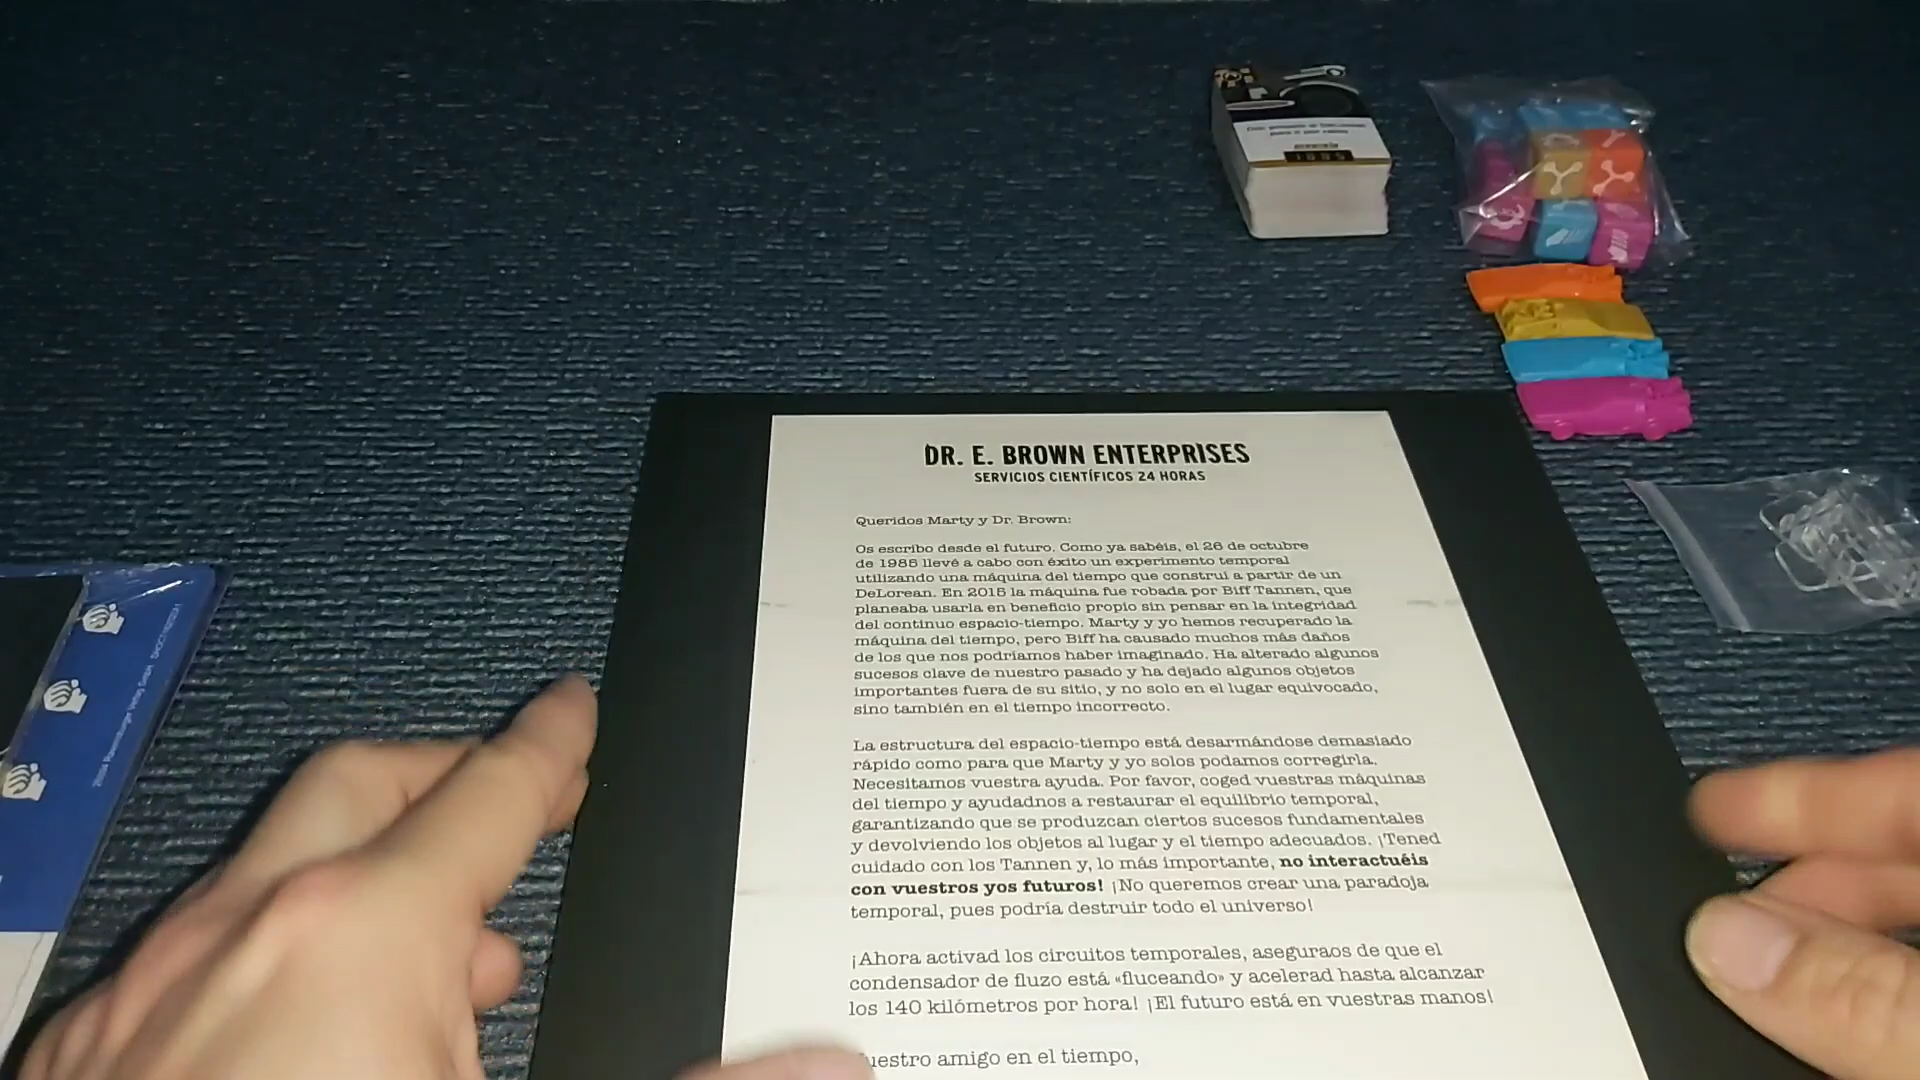 DR. E. BROWN ENTERPRISES
SERVICIOS CIENTÍFICOS 24 HORAS
Queridos Marty y Dr. Brown:
Os escribo desde el futuro. Como ya sabéis, el 26 de octubre
de 1985 llevé a cabo con éxito un experimento temporal
utilizando una máquina del tiempo que construí a partir de un
DeLorean. En 2015 la máquina fue robada por Biff Tannen, que
planeaba usarla en beneficio propio sin pensar en la integridad
del continuo espacio-tiempo. Marty y yo hemos recuperado la
máquina del tiempo, pero Biff ha causado muchos más daños
de los que nos podríamos haber imaginado. Ha alterado algunos
sucesos clave de nuestro pasado y ha dejado algunos objetos
importantes fuera de su sitio, y no solo en el lugar equivocado,
sino también en el tiempo incorrecto.
La estructura del espacio-tiempo está desarmándose demasiado
rápido como para que Marty y yo solos podamos corregirla.
Necesitamos vuestra ayuda. Por favor, coged vuestras máquinas
del tiempo y ayudadnos a restaurar el equilibrio temporal,
garantizando que se produzcan ciertos sucesos fundamentales
y devolviendo los objetos al lugar y el tiempo adecuados. ¡Tened
cuidado con los Tannen y, lo más importante, no interactuéis
con vuestros yos futuros! ¡No queremos crear una paradoja
temporal, pues podría destruir todo el universo!
¡Ahora activad los circuitos temporales, aseguraos de que el
condensador de fluzo está «fluceando» y acelerad hasta alcanzar
los 140 kilómetros por hora! ¡El futuro está en vuestras manos!
uestro amigo en el tiempo,